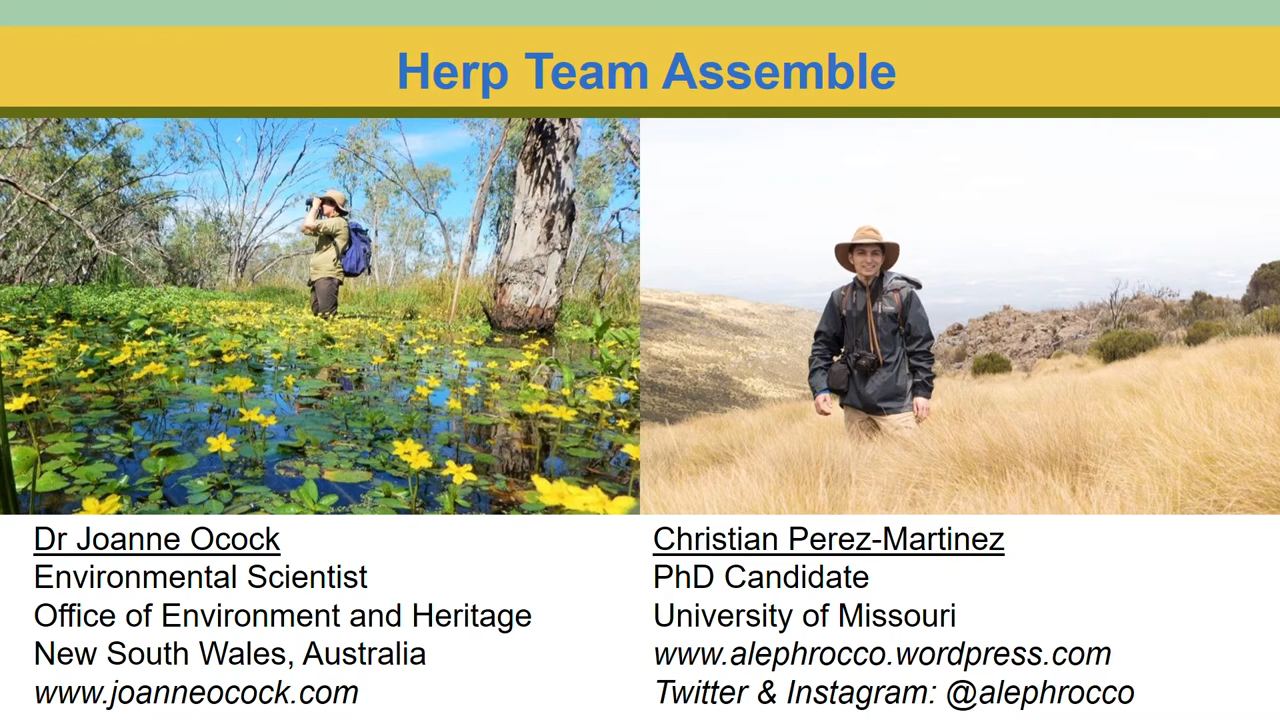 Herp Team Assemble
Dr Joanne Ocock
Environmental Scientist
Office of Environment and Heritage
New South Wales, Australia
www.joanneocock.com
Christian Perez-Martinez
PhD Candidate
University of Missouri
www.alephrocco.wordpress.com
Twitter & Instagram: @alephrocco